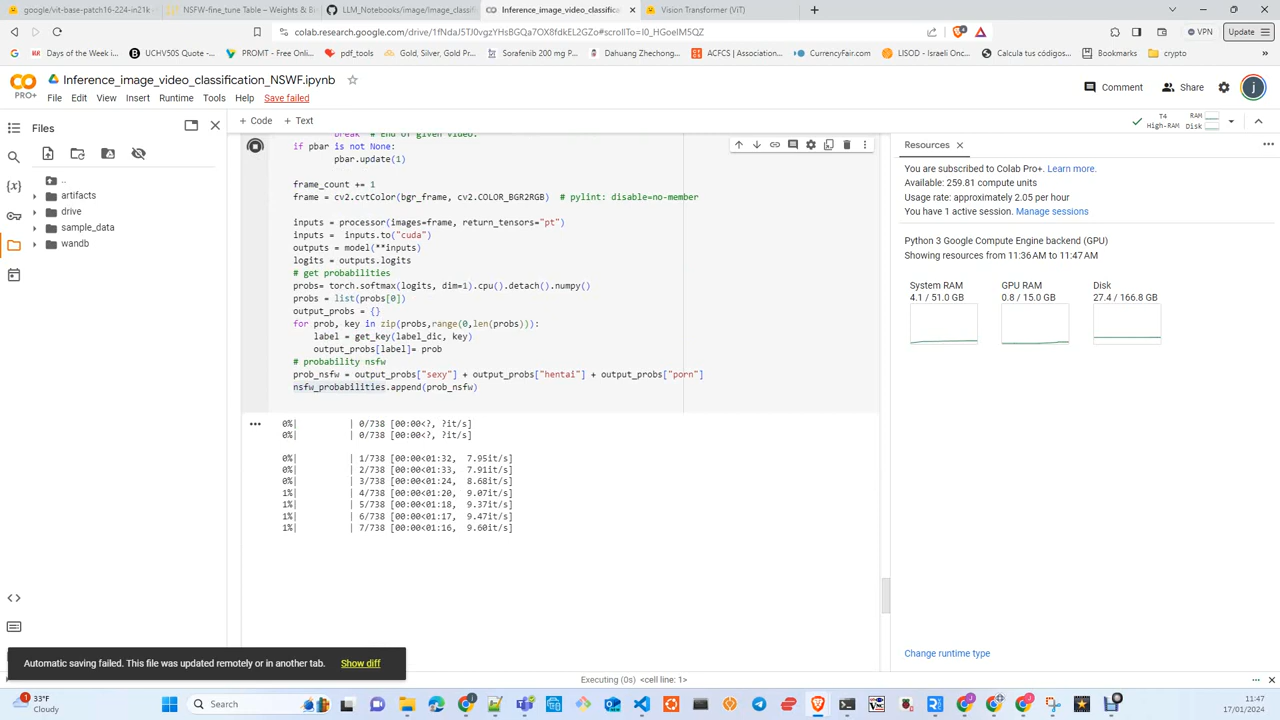 google/vit-base-patch16-224-in21k
NSFW-fine_tune Table – Weights & Bi
LLM_Notebooks/image/Image_classifi
Inference_image_video_classifica
Vision Transformer (ViT)
colab.research.google.com/drive/1fNdaJ5TJ0vgzYHsBGQa7OX8fdkEL2GZo#scrollTo=I0_HGoeIM5QZ
VPN
Update
Day of the Week i...
UCHV50S Quote -...
PROMT - Free Onli...
pdf_tools
Gold, Silver, Gold Pr...
Sorafenib 200 mg P...
Dahuang Zhecheng...
ACFCS | Association...
CurrencyFair.com
LISOD - Israeli Onco...
Calcula tus códigos...
Bookmarks
crypto
PRO+
Inference_image_video_classification_NSWF.ipynb
File Edit View Insert Runtime Tools Help Save failed
Comment
Share
j
Files
+ Code + Text
T4
High-RAM
RAM
Disk
..
artifacts
drive
sample_data
wandb
break # End of given video.
if pbar is not None:
pbar.update(1)
frame_count += 1
frame = cv2.cvtColor(bgr_frame, cv2.COLOR_BGR2RGB) # pylint: disable=no-member
inputs = processor(images=frame, return_tensors="pt")
inputs = inputs.to("cuda")
outputs = model(**inputs)
logits = outputs.logits
# get probabilities
probs= torch.softmax(logits, dim=1).cpu().detach().numpy()
probs = list(probs[0])
output_probs = {}
for prob, key in zip(probs,range(0,len(probs))):
label = get_key(label_dic, key)
output_probs[label]= prob
# probability nsfw
prob_nsfw = output_probs["sexy"] + output_probs["hentai"] + output_probs["porn"]
nsfw_probabilities.append(prob_nsfw)
0%| | 0/738 [00:00<?, ?it/s]
0%| | 0/738 [00:00<?, ?it/s]
0%| | 1/738 [00:00<01:32, 7.95it/s]
0%| | 2/738 [00:00<01:33, 7.91it/s]
0%| | 3/738 [00:00<01:24, 8.68it/s]
1%| | 4/738 [00:00<01:20, 9.07it/s]
1%| | 5/738 [00:00<01:18, 9.37it/s]
1%| | 6/738 [00:00<01:17, 9.47it/s]
1%| | 7/738 [00:00<01:16, 9.60it/s]
Resources
You are subscribed to Colab Pro+. Learn more.
Available: 259.81 compute units
Usage rate: approximately 2.05 per hour
You have 1 active session. Manage sessions
Python 3 Google Compute Engine backend (GPU)
Showing resources from 11:36 AM to 11:47 AM
System RAM
4.1 / 51.0 GB
GPU RAM
0.8 / 15.0 GB
Disk
27.4 / 166.8 GB
Change runtime type
Automatic saving failed. This file was updated remotely or in another tab. Show diff
Executing (0s) <cell line: 1>
33°F
Cloudy
Search
11:47
17/01/2024